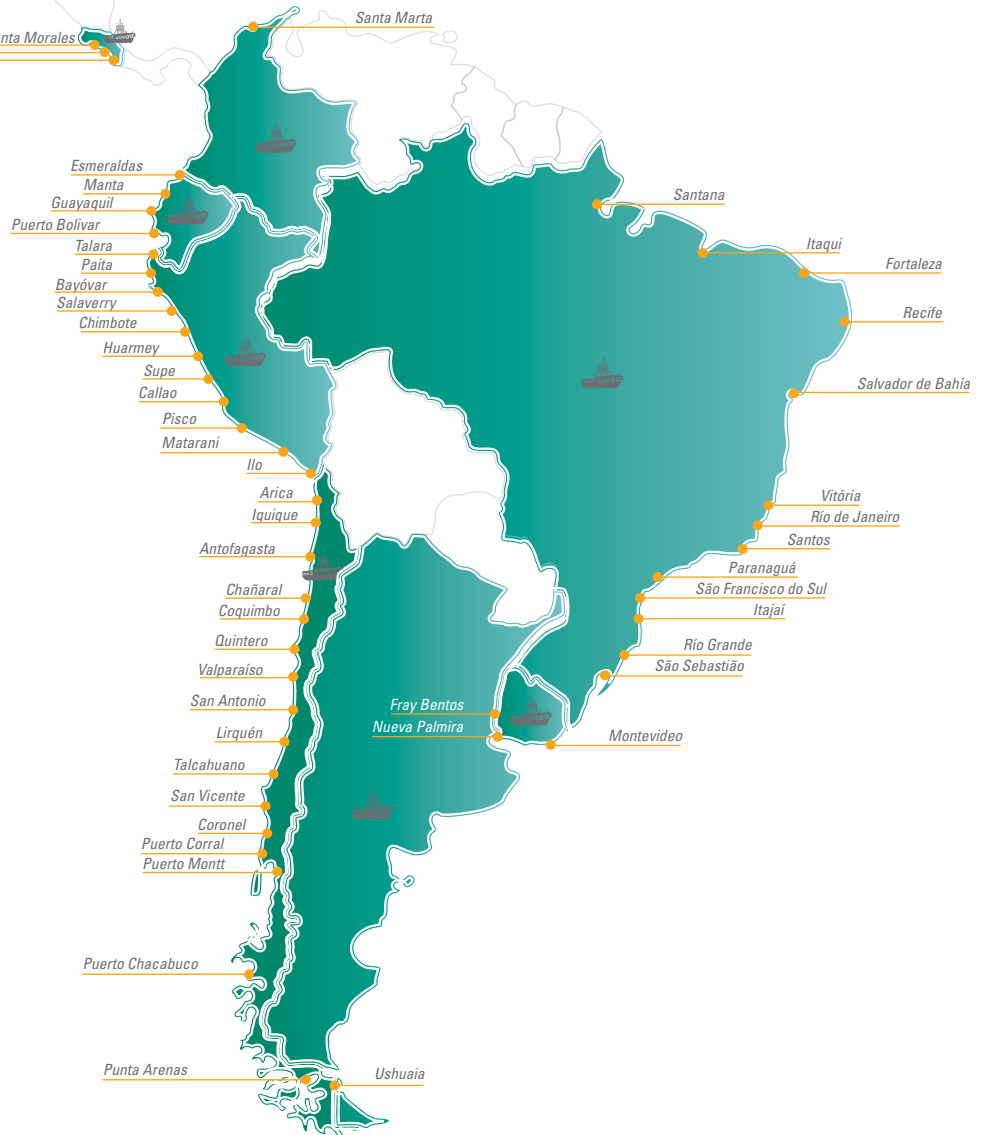 Santa Marta
nta Morales
Esmeraldas
Manta
Guayaquil
Puerto Bolivar
Talara
Paita
Bayóvar
Salaverry
Chimbote
Huarmey
Supe
Callao
Pisco
Matarani
Ilo
Arica
Iquique
Antofagasta
Chañaral
Coquimbo
Quintero
Valparaíso
San Antonio
Lirquén
Talcahuano
San Vicente
Coronel
Puerto Corral
Puerto Montt
Puerto Chacabuco
Punta Arenas
Ushuaia
Fray Bentos
Nueva Palmira
Montevideo
Santana
Itaqui
Fortaleza
Recife
Salvador de Bahía
Vitória
Río de Janeiro
Santos
Paranaguá
São Francisco do Sul
Itajaí
Río Grande
São Sebastião